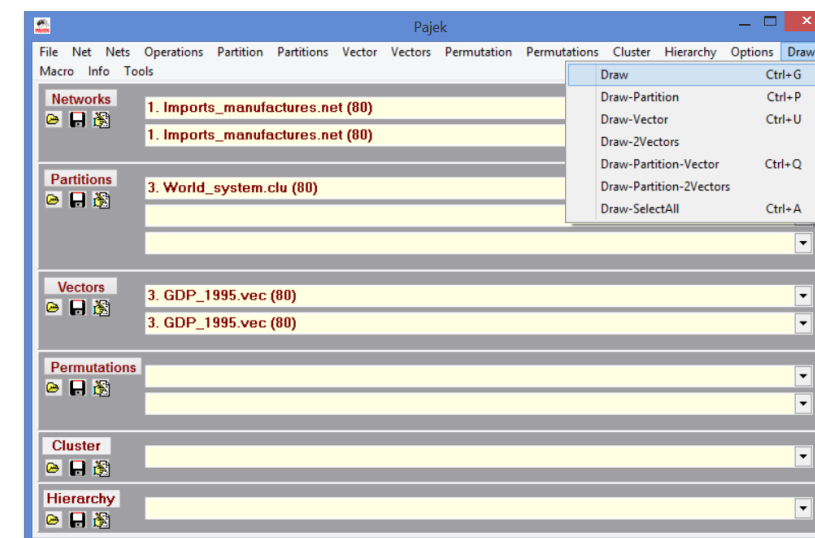 Pajek
File Net Nets Operations Partition Partitions Vector Vectors Permutation Permutations Cluster Hierarchy Options Draw
Macro Info Tools
Draw Ctrl+G
Draw-Partition Ctrl+P
Draw-Vector Ctrl+U
Draw-2Vectors
Draw-Partition-Vector Ctrl+Q
Draw-Partition-2Vectors
Draw-SelectAll Ctrl+A
Networks
1. Imports_manufactures.net (80)
1. Imports_manufactures.net (80)
Partitions
3. World_system.clu (80)
Vectors
3. GDP_1995.vec (80)
3. GDP_1995.vec (80)
Permutations
Cluster
Hierarchy